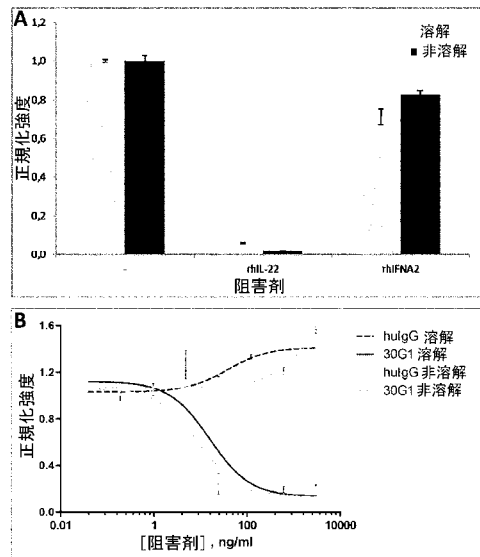 A
溶解
非溶解
正規化強度
1,2
1,0
0,8
0,6
0,4
0,2
0,0
-
rhIL-22
rhIFNA2
阻害剤
B
huIgG 溶解
30G1 溶解
huIgG 非溶解
30G1 非溶解
正規化強度
1.6
1.2
0.8
0.4
0.0
0.01
1
100
10000
[阻害剤], ng/ml